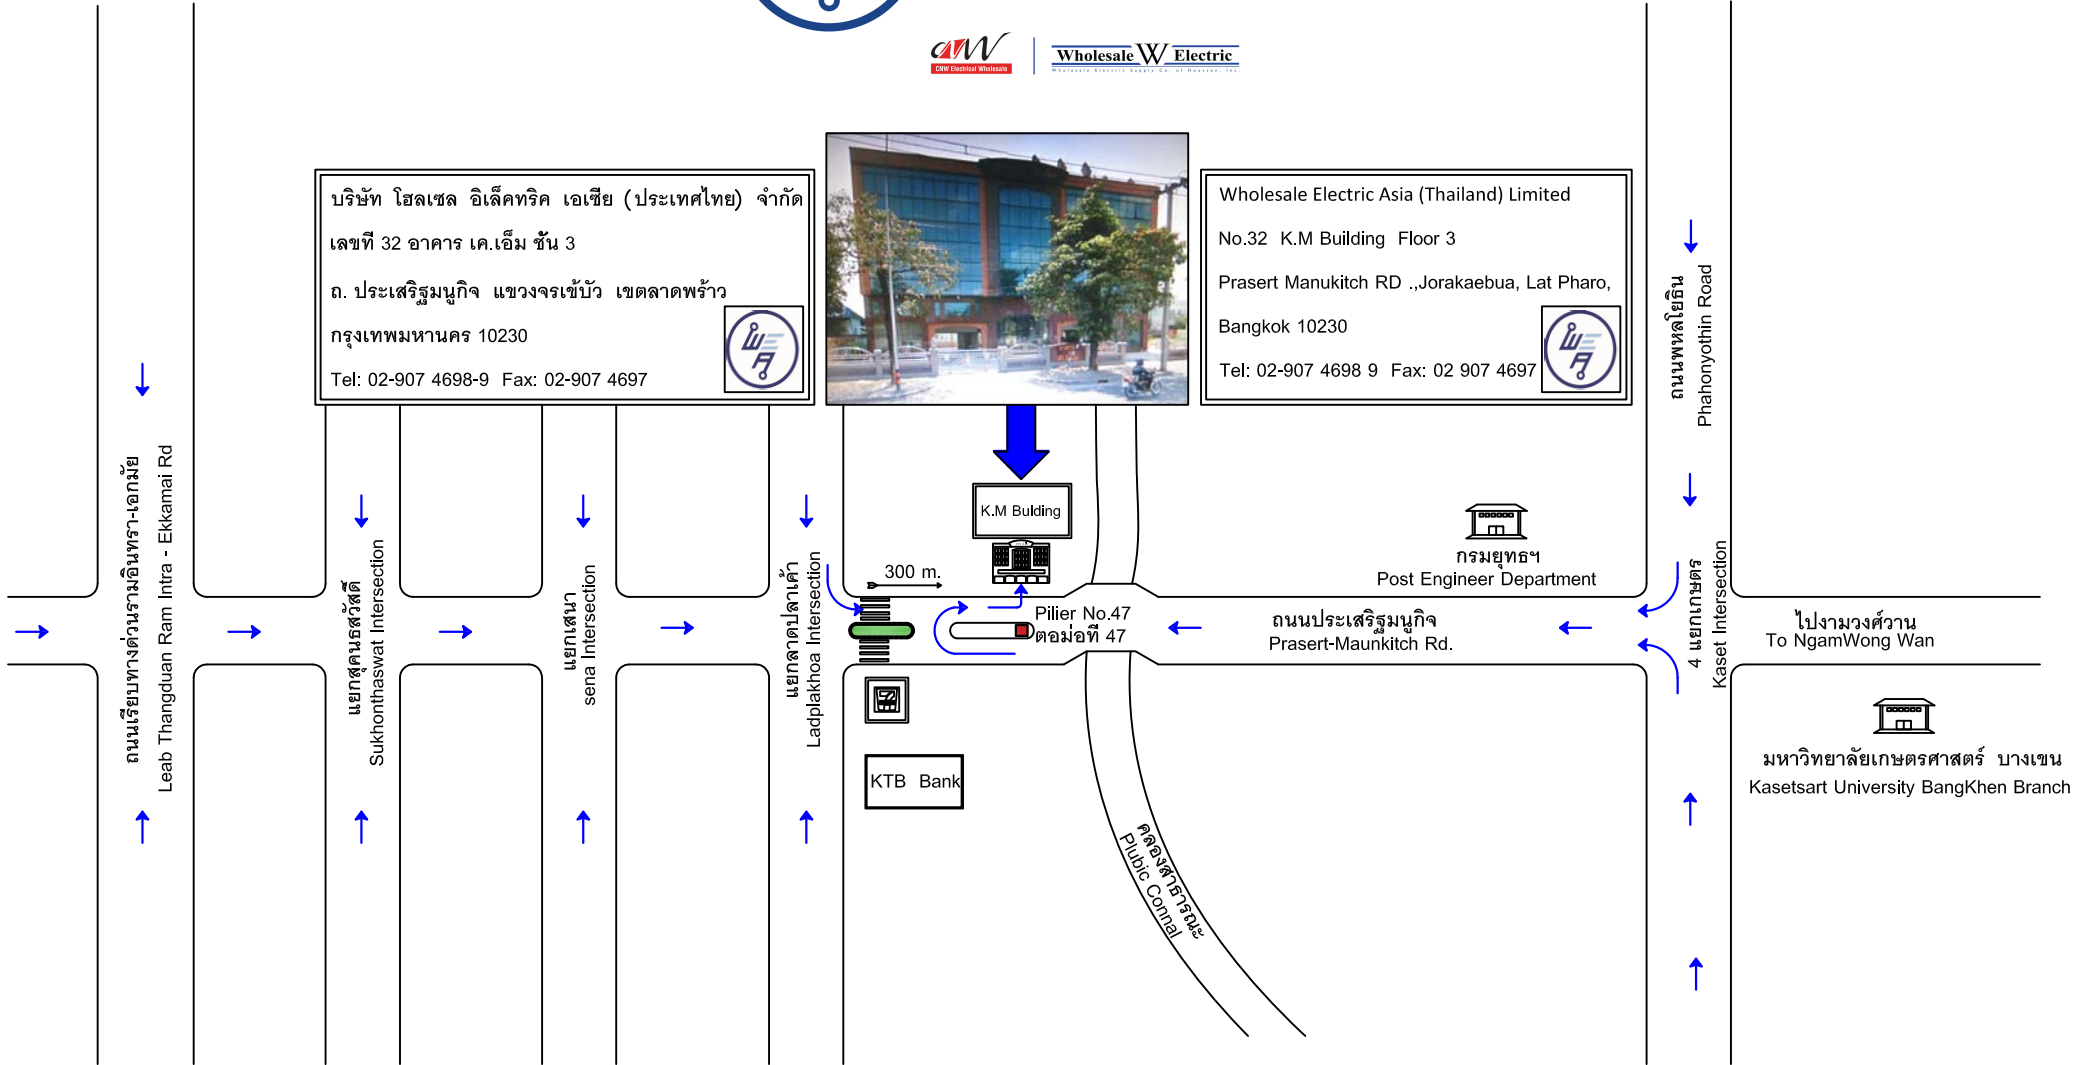 CNW
CNW Electrical Wholesale
Wholesale W Electric
Wholesale Electric Supply Co. of Houston, Inc.
บริษัท โฮลเซล อิเล็คทริค เอเซีย (ประเทศไทย) จำกัด
เลขที่ 32 อาคาร เค.เอ็ม ชั้น 3
ถ. ประเสริฐมนูกิจ แขวงจรเข้บัว เขตลาดพร้าว
กรุงเทพมหานคร 10230
Tel: 02-907 4698-9 Fax: 02-907 4697
WEA
Wholesale Electric Asia (Thailand) Limited
No.32 K.M Building Floor 3
Prasert Manukitch RD .,Jorakaebua, Lat Pharo,
Bangkok 10230
Tel: 02-907 4698 9 Fax: 02 907 4697
WEA
ถนนพหลโยธิน
Phahonyothin Road
ถนนเรียบทางด่วนรามอินทรา-เอกมัย
Leab Thangduan Ram Intra - Ekkamai Rd
แยกสุคนธสวัสดิ์
Sukhonthaswat Intersection
แยกเสนา
sena Intersection
แยกลาดปลาเค้า
Ladplakhoa Intersection
K.M Bulding
300 m.
Pilier No.47
ตอม่อที่ 47
กรมยุทธฯ
Post Engineer Department
ถนนประเสริฐมนูกิจ
Prasert-Maunkitch Rd.
4 แยกเกษตร
Kaset Intersection
ไปงามวงศ์วาน
To NgamWong Wan
มหาวิทยาลัยเกษตรศาสตร์ บางเขน
Kasetsart University BangKhen Branch
KTB Bank
คลองสาธารณะ
Plubic Connal